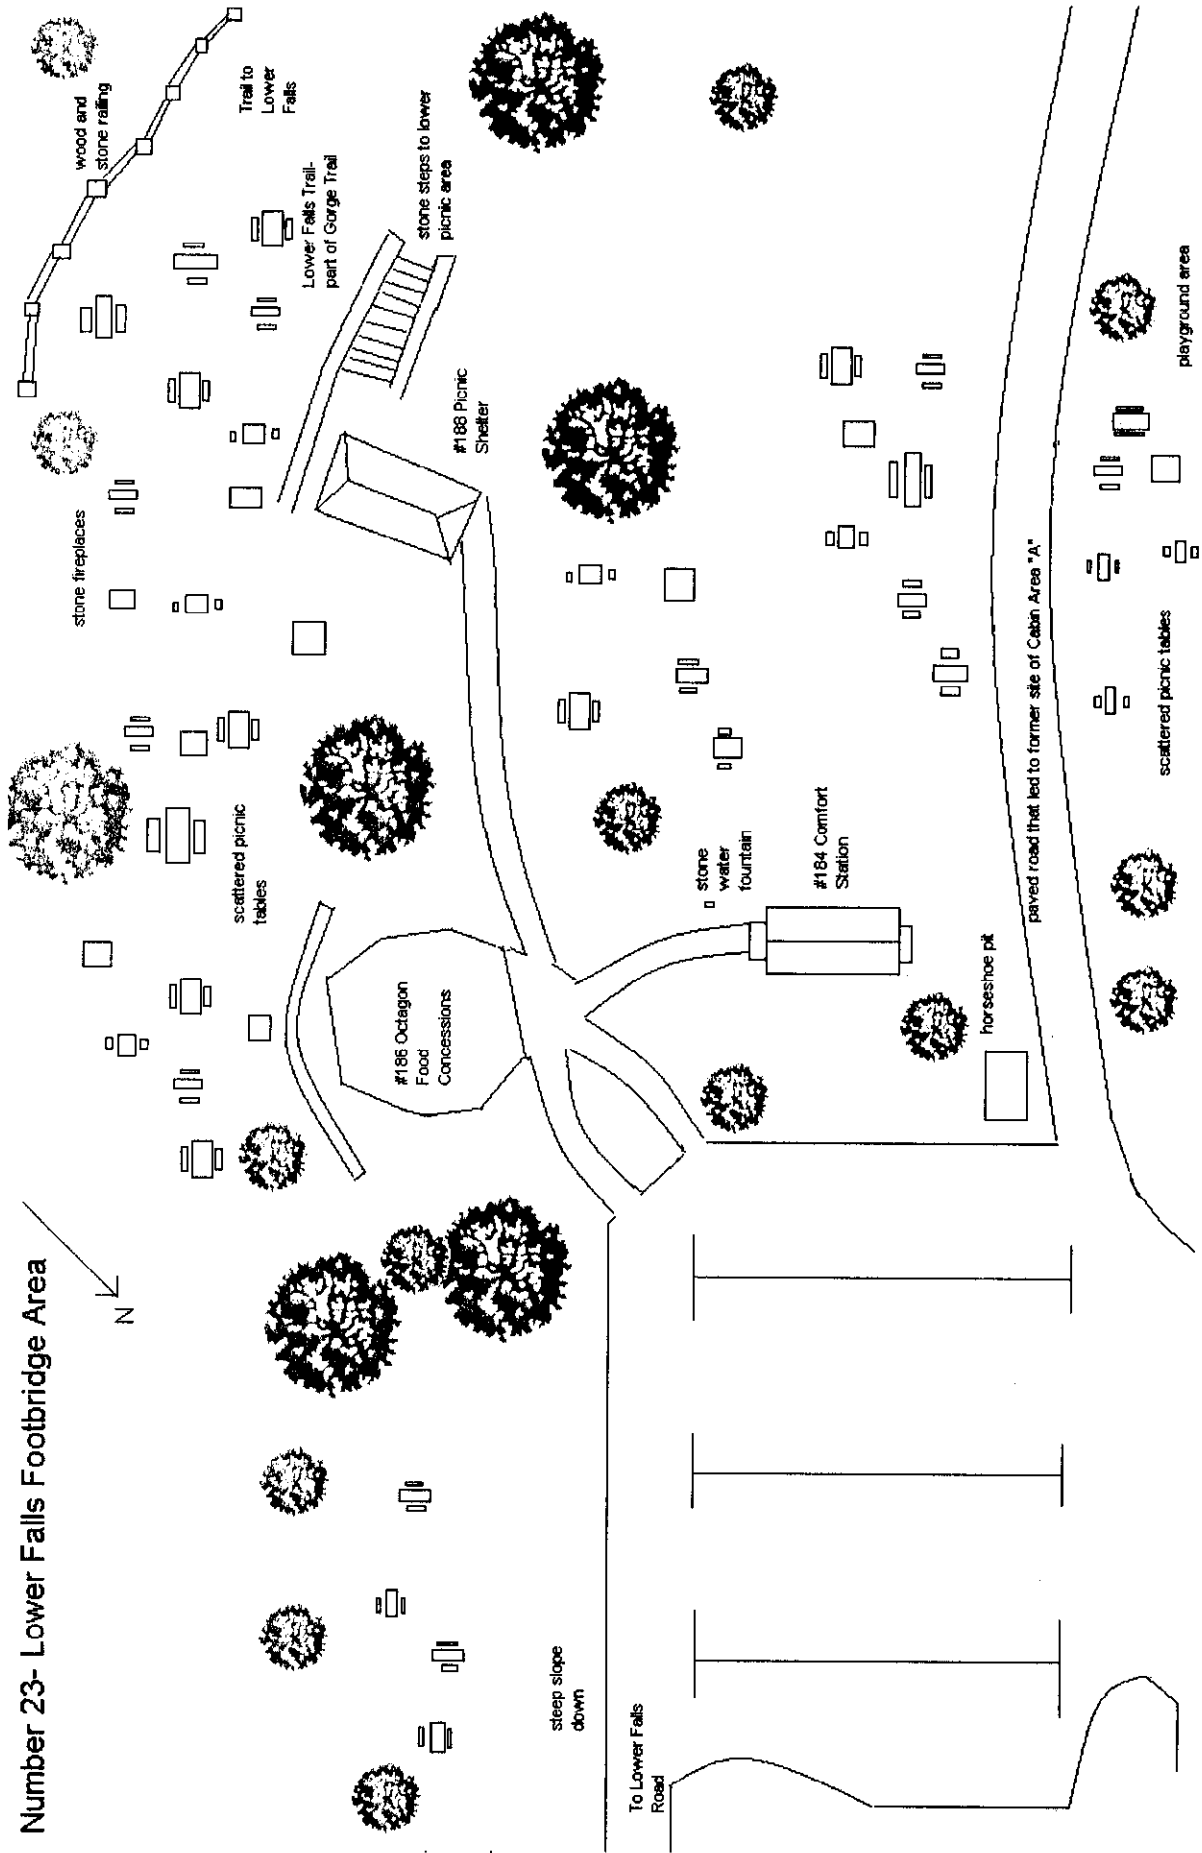 Number 23- Lower Falls Footbridge Area
N
wood and
stone railing
Trail to
Lower
Falls
stone fireplaces
Lower Falls Trail-
part of Gorge Trail
scattered picnic
tables
stone steps to lower
picnic area
#188 Picnic
Shelter
#186 Octagon
Food
Concessions
stone
water
fountain
#184 Comfort
Station
steep slope
down
To Lower Falls
Road
horseshoe pit
paved road that led to former site of Cabin Area "A"
scattered picnic tables
playground area